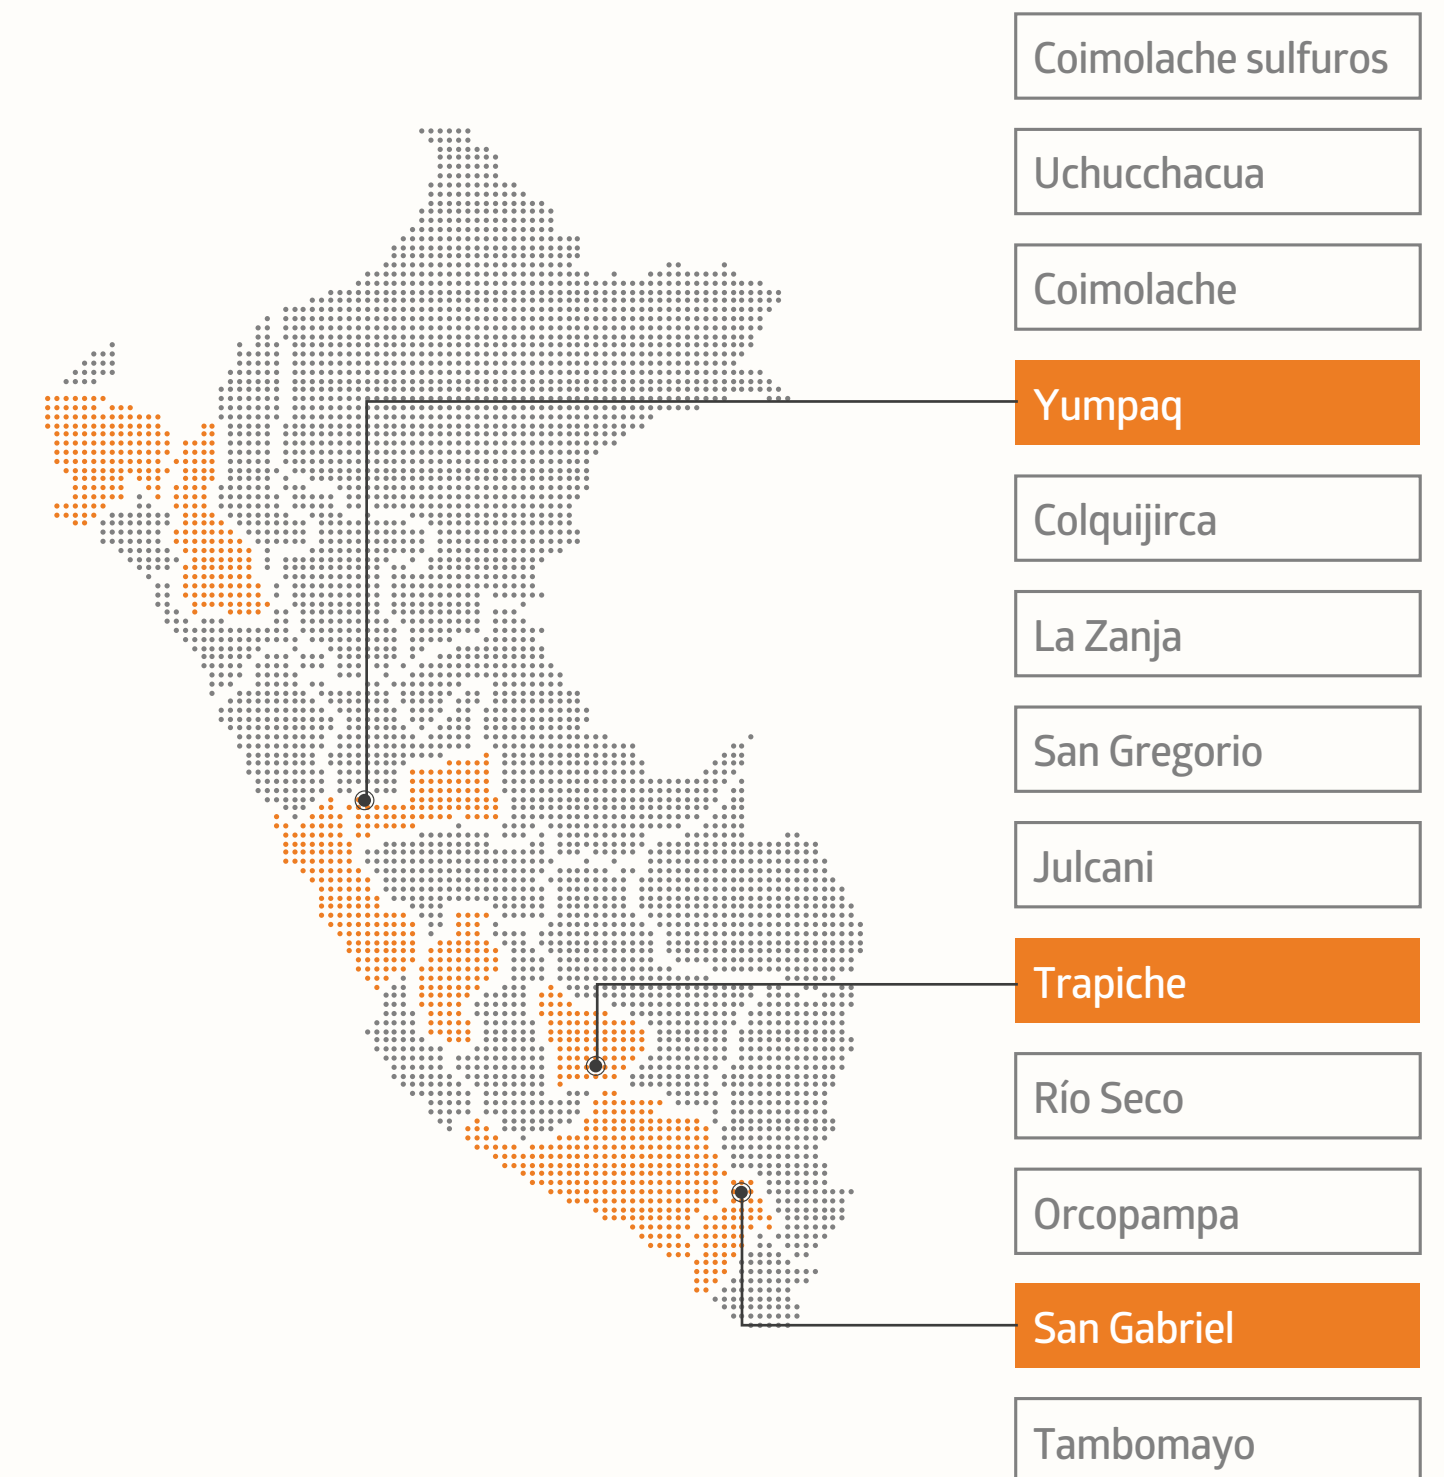 Coimolache sulfuros
Uchucchacua
Coimolache
Yumpaq
Colquijirca
La Zanja
San Gregorio
Julcani
Trapiche
Río Seco
Orcopampa
San Gabriel
Tambomayo